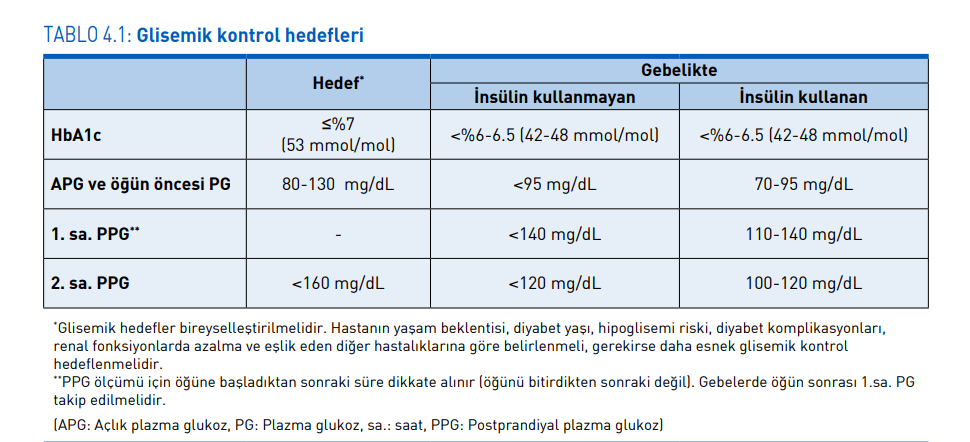 TABLO 4.1: Glisemik kontrol hedefleri
Hedef*
Gebelikte
İnsülin kullanmayan
İnsülin kullanan
HbA1c
≤%7
(53 mmol/mol)
<%6-6.5 (42-48 mmol/mol)
<%6-6.5 (42-48 mmol/mol)
APG ve öğün öncesi PG
80-130 mg/dL
<95 mg/dL
70-95 mg/dL
1. sa. PPG**
-
<140 mg/dL
110-140 mg/dL
2. sa. PPG
<160 mg/dL
<120 mg/dL
100-120 mg/dL
*Glisemik hedefler bireyselleştirilmelidir. Hastanın yaşam beklentisi, diyabet yaşı, hipoglisemi riski, diyabet komplikasyonları,
renal fonksiyonlarda azalma ve eşlik eden diğer hastalıklarına göre belirlenmeli, gerekirse daha esnek glisemik kontrol
hedeflenmelidir.
**PPG ölçümü için öğüne başladıktan sonraki süre dikkate alınır (öğünü bitirdikten sonraki değil). Gebelerde öğün sonrası 1.sa. PG
takip edilmelidir.
(APG: Açlık plazma glukoz, PG: Plazma glukoz, sa.: saat, PPG: Postprandiyal plazma glukoz)